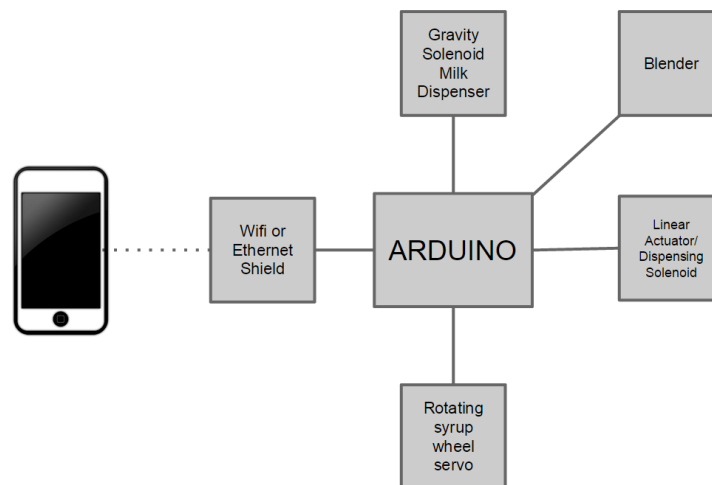 Gravity
Solenoid
Milk
Dispenser
Blender
Wifi or
Ethernet
Shield
ARDUINO
Linear
Actuator/
Dispensing
Solenoid
Rotating
syrup
wheel
servo